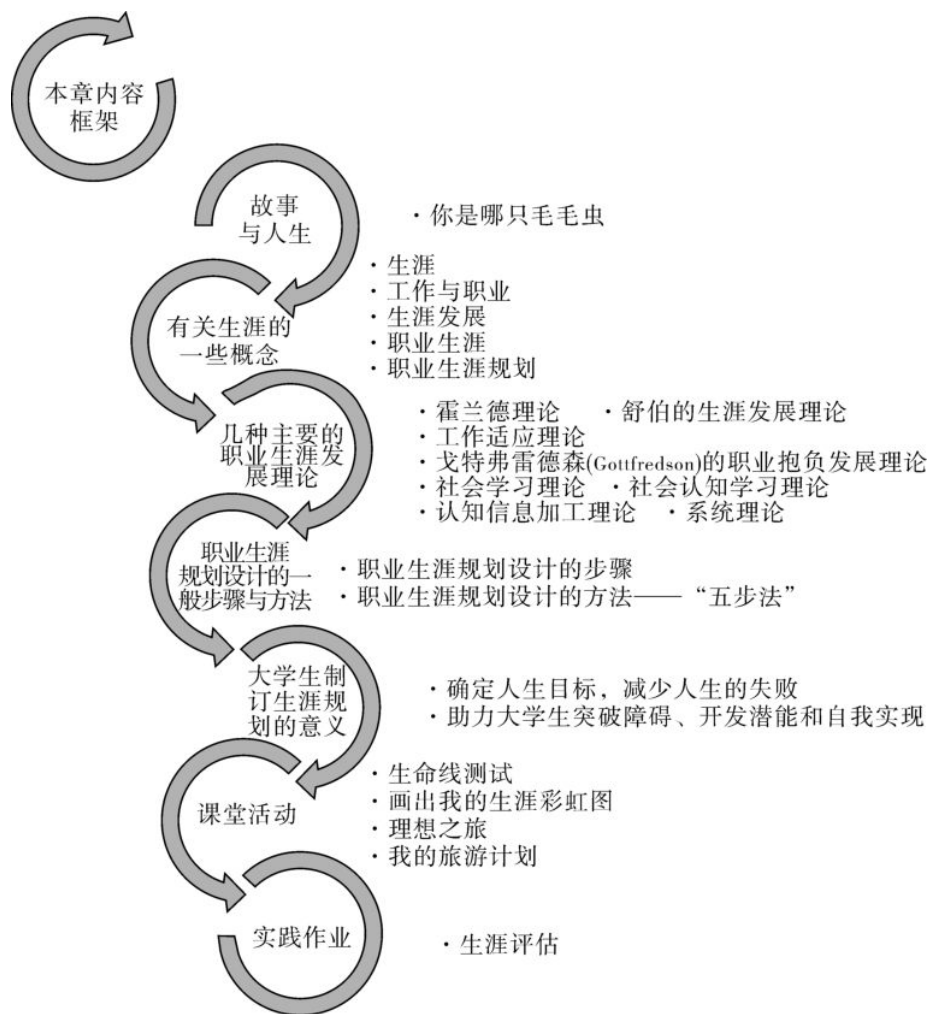 本章内容
框架
故事
与人生
· 你是哪只毛毛虫
有关生涯的
一些概念
· 生涯
· 工作与职业
· 生涯发展
· 职业生涯
· 职业生涯规划
几种主要的
职业生涯发
展理论
· 霍兰德理论 · 舒伯的生涯发展理论
· 工作适应理论
· 戈特弗雷德森(Gottfredson)的职业抱负发展理论
· 社会学习理论 · 社会认知学习理论
· 认知信息加工理论 · 系统理论
职业生涯
规划设计的一
般步骤与方法
· 职业生涯规划设计的步骤
· 职业生涯规划设计的方法——“五步法”
大学生制
订生涯规
划的意义
· 确定人生目标，减少人生的失败
· 助力大学生突破障碍、开发潜能和自我实现
课堂活动
· 生命线测试
· 画出我的生涯彩虹图
· 理想之旅
· 我的旅游计划
实践作业
· 生涯评估